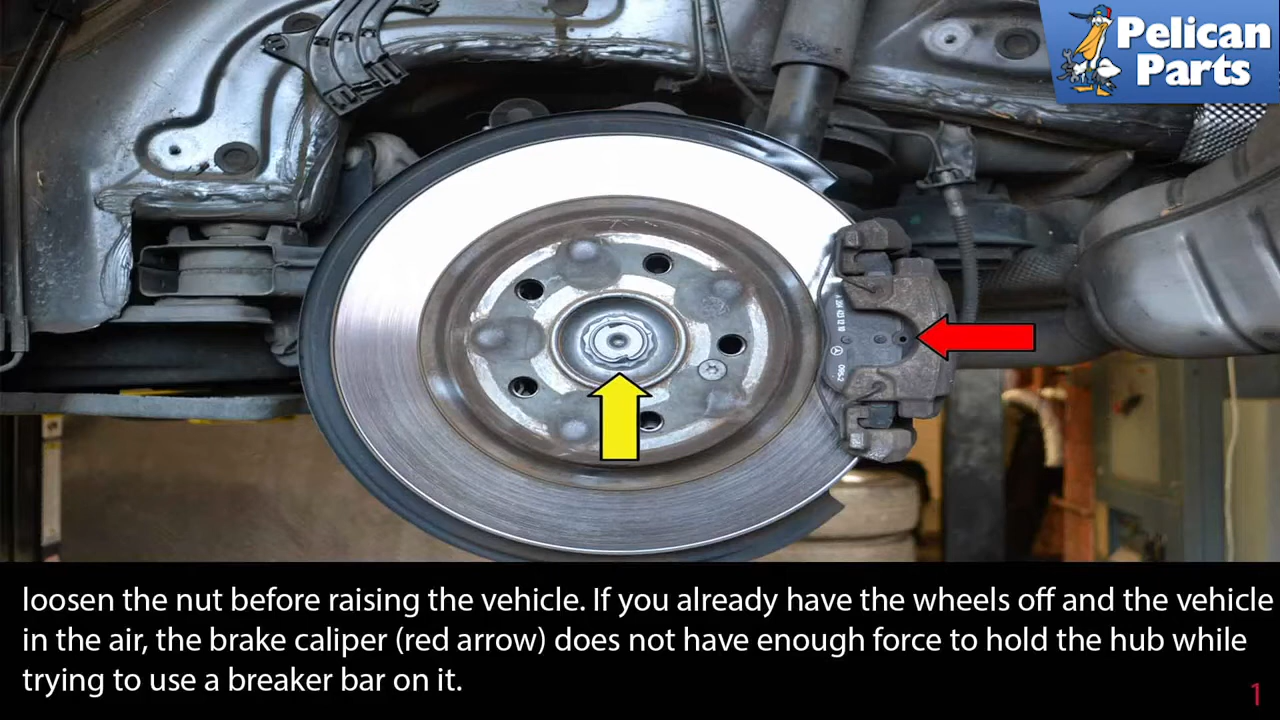 Pelican
Parts
loosen the nut before raising the vehicle. If you already have the wheels off and the vehicle
in the air, the brake caliper (red arrow) does not have enough force to hold the hub while
trying to use a breaker bar on it.
1